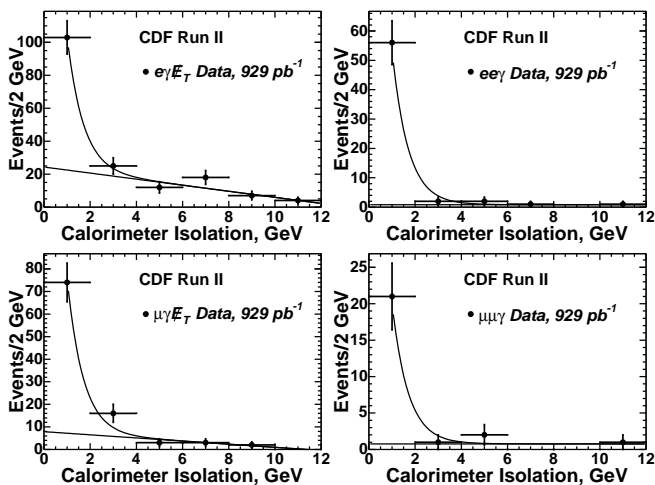 CDF Run II
eγE̸_T Data, 929 pb⁻¹
Events/2 GeV
100
80
60
40
20
0
0 2 4 6 8 10 12
Calorimeter Isolation, GeV
CDF Run II
eeγ Data, 929 pb⁻¹
Events/2 GeV
60
50
40
30
20
10
0
0 2 4 6 8 10 12
Calorimeter Isolation, GeV
CDF Run II
μγE̸_T Data, 929 pb⁻¹
Events/2 GeV
80
70
60
50
40
30
20
10
0
0 2 4 6 8 10 12
Calorimeter Isolation, GeV
CDF Run II
μμγ Data, 929 pb⁻¹
Events/2 GeV
25
20
15
10
5
0
0 2 4 6 8 10 12
Calorimeter Isolation, GeV